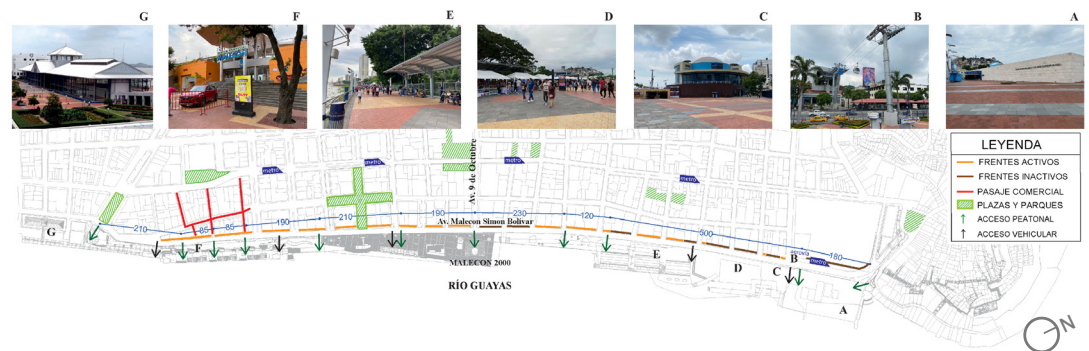 G
F
E
D
C
B
A
LEYENDA
FRENTES ACTIVOS
FRENTES INACTIVOS
PASAJE COMERCIAL
PLAZAS Y PARQUES
ACCESO PEATONAL
ACCESO VEHICULAR
metro
metro
metro
metro
metro
Av. 9 de Octubre
Av. Malecon Simon Bolivar
210
85
85
190
210
190
230
120
500
180
aerovía
G
F
E
D
C
B
A
MALECON 2000
RÍO GUAYAS
N